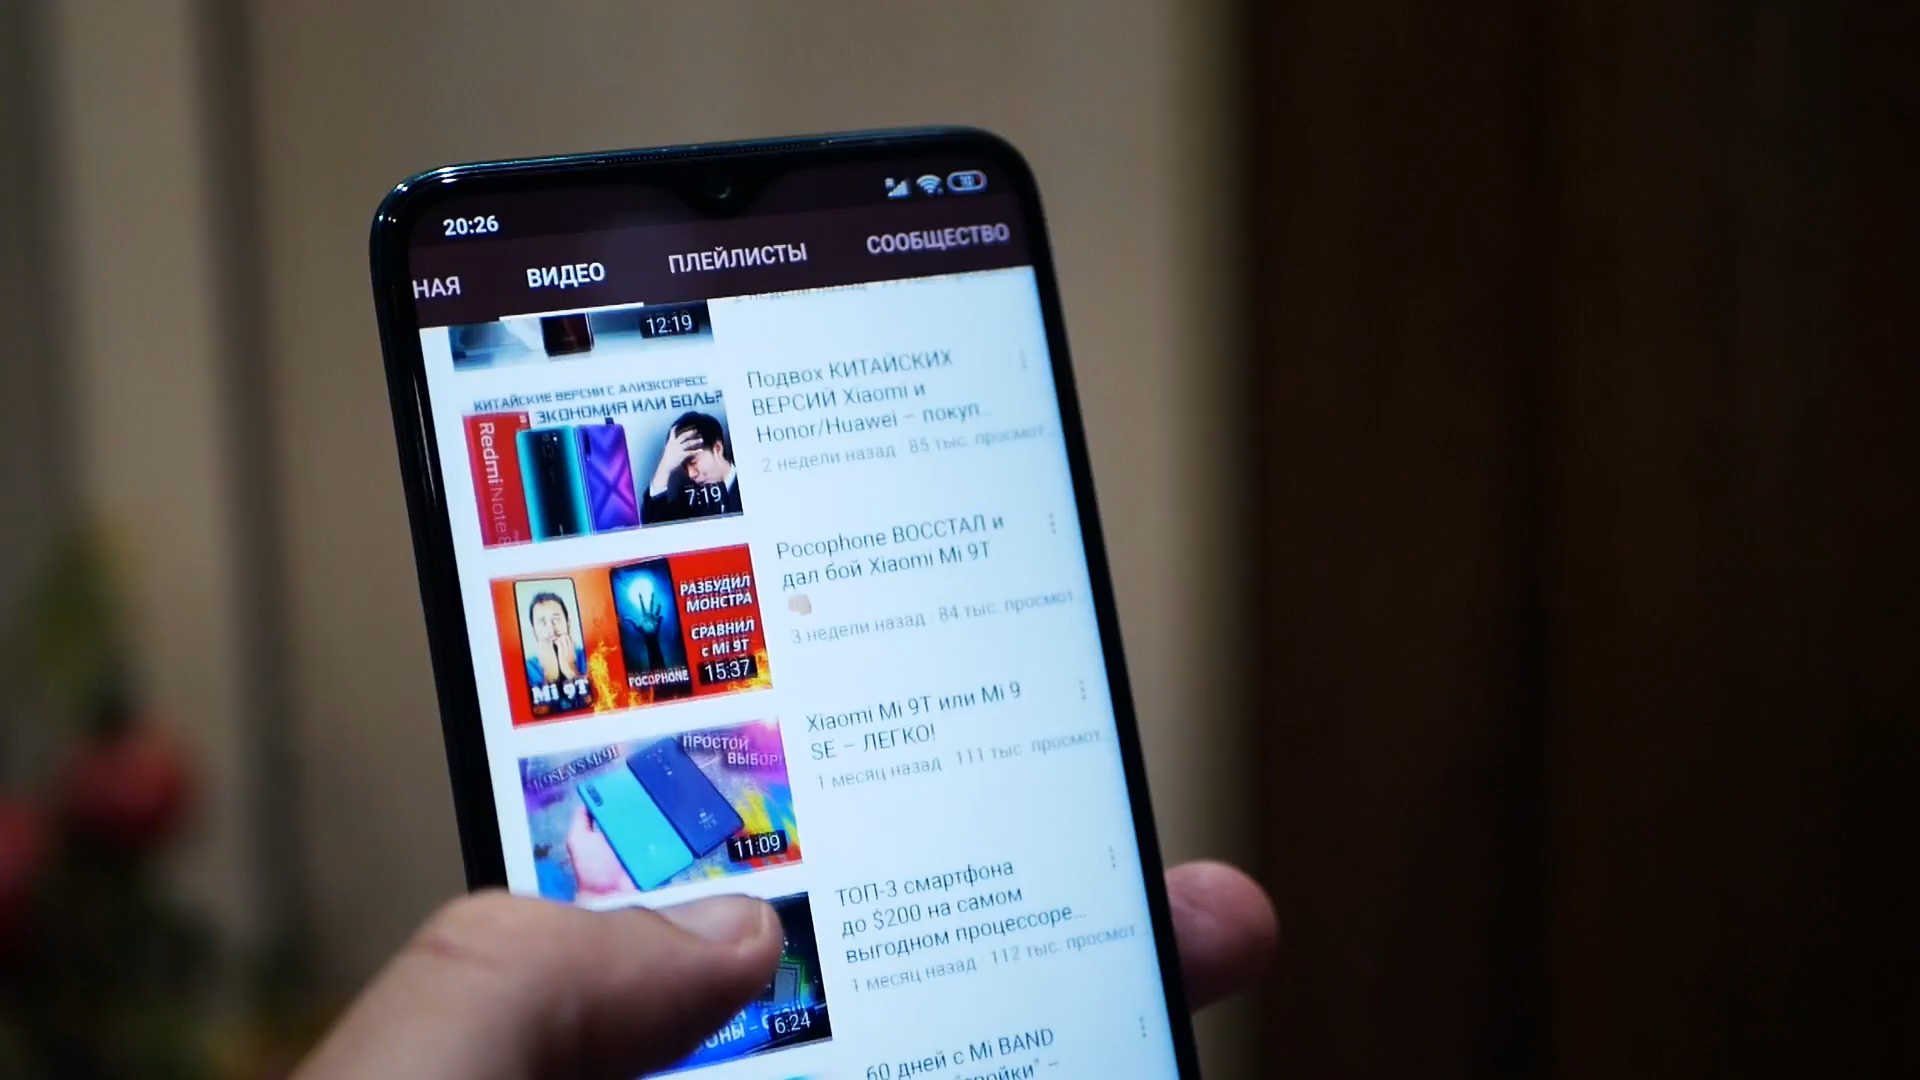 20:26
НАЯ ВИДЕО ПЛЕЙЛИСТЫ СООБЩЕСТВО
12:19
КИТАЙСКИЕ ВЕРСИИ С АЛИЭКСПРЕСС
ЭКОНОМИЯ ИЛИ БОЛЬ?
Redmi Note 8
7:19
Подвох КИТАЙСКИХ
ВЕРСИЙ Xiaomi и
Honor/Huawei – покуп...
2 недели назад · 85 тыс. просмот...
РАЗБУДИЛ
МОНСТРА
СРАВНИЛ
с Mi 9T
Mi 9T
POCOPHONE
15:37
Pocophone ВОССТАЛ и
дал бой Xiaomi Mi 9T
3 недели назад · 84 тыс. просмот...
ПРОСТОЙ
ВЫБОР!
11:09
Xiaomi Mi 9T или Mi 9
SE – ЛЕГКО!
1 месяц назад · 111 тыс. просмот...
6:24
ТОП-3 смартфона
до $200 на самом
выгодном процессоре...
1 месяц назад · 112 тыс. просмот...
60 дней с Mi BAND